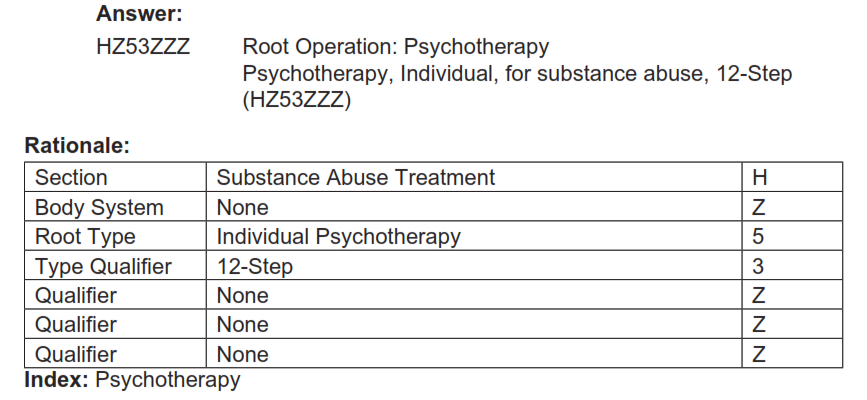 Answer:
HZ53ZZZ Root Operation: Psychotherapy
Psychotherapy, Individual, for substance abuse, 12-Step
(HZ53ZZZ)
Rationale:
Section Substance Abuse Treatment H
Body System None Z
Root Type Individual Psychotherapy 5
Type Qualifier 12-Step 3
Qualifier None Z
Qualifier None Z
Qualifier None Z
Index: Psychotherapy